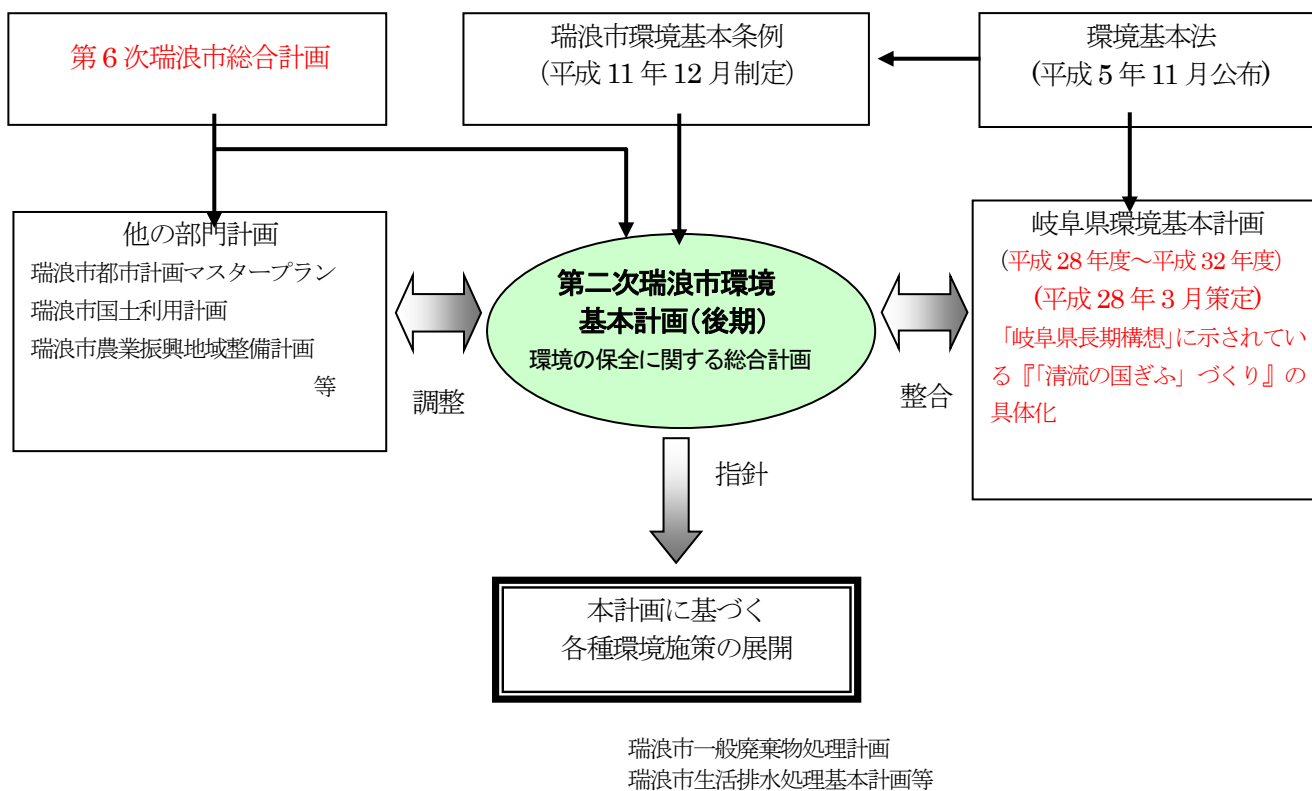 第6次瑞浪市総合計画
瑞浪市環境基本条例
(平成11年12月制定)
環境基本法
(平成5年11月公布)
他の部門計画
瑞浪市都市計画マスタープラン
瑞浪市国土利用計画
瑞浪市農業振興地域整備計画
等
調整
第二次瑞浪市環境
基本計画(後期)
環境の保全に関する総合計画
整合
岐阜県環境基本計画
(平成28年度~平成32年度)
(平成28年3月策定)
「岐阜県長期構想」に示されてい
る『「清流の国ぎふ」づくり』の
具体化
指針
本計画に基づく
各種環境施策の展開
瑞浪市一般廃棄物処理計画
瑞浪市生活排水処理基本計画等